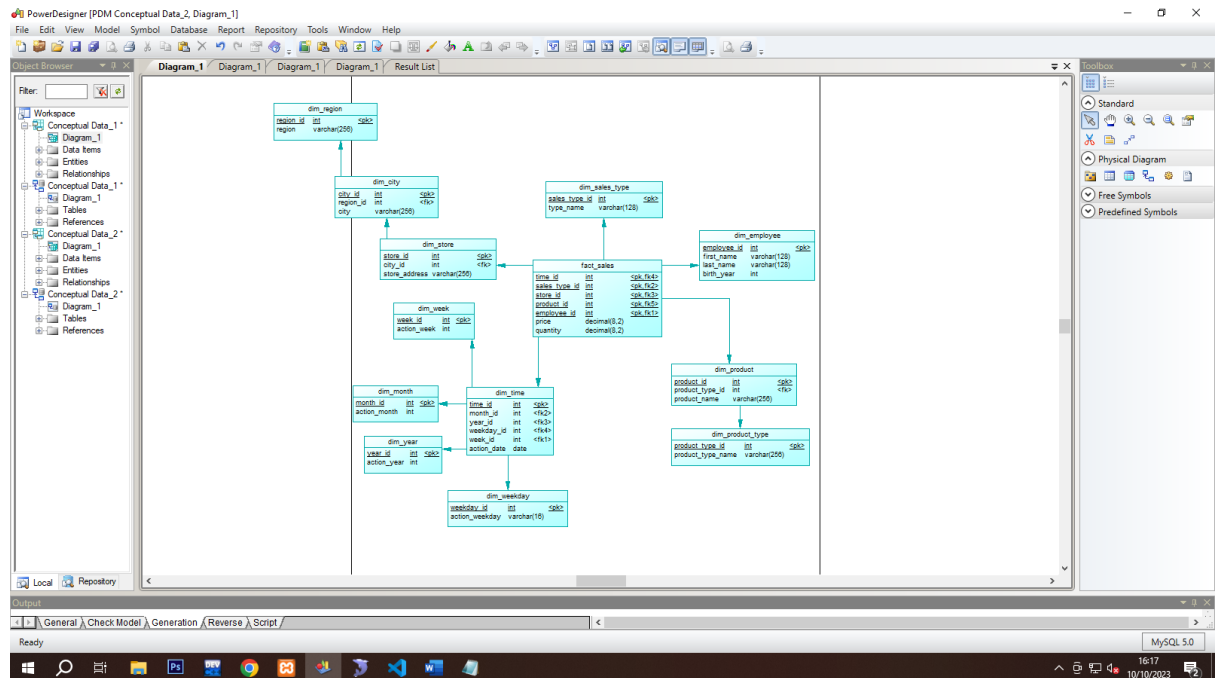 PowerDesigner [PDM Conceptual Data_2, Diagram_1]
File Edit View Model Symbol Database Report Repository Tools Window Help
Object Browser
Diagram_1 Diagram_1 Diagram_1 Diagram_1 Result List
Toolbox
Filter:
Workspace
Conceptual Data_1 *
Diagram_1
Data Items
Entities
Relationships
Conceptual Data_1 *
Diagram_1
Tables
References
Conceptual Data_2 *
Diagram_1
Data Items
Entities
Relationships
Conceptual Data_2 *
Diagram_1
Tables
References
Local Repository
dim_region
region_id int <pk>
region varchar(256)
dim_city
city_id int <pk>
region_id int <fk>
city varchar(256)
dim_sales_type
sales_type_id int <pk>
type_name varchar(128)
dim_store
store_id int <pk>
city_id int <fk>
store_address varchar(256)
dim_employee
employee_id int <pk>
first_name varchar(128)
last_name varchar(128)
birth_year int
fact_sales
time_id int <pk,fk4>
sales_type_id int <pk,fk2>
store_id int <pk,fk3>
product_id int <pk,fk5>
employee_id int <pk,fk1>
price decimal(8,2)
quantity decimal(8,2)
dim_week
week_id int <pk>
action_week int
dim_product
product_id int <pk>
product_type_id int <fk>
product_name varchar(256)
dim_month
month_id int <pk>
action_month int
dim_time
time_id int <pk>
month_id int <fk2>
year_id int <fk3>
weekday_id int <fk4>
week_id int <fk1>
action_date date
dim_product_type
product_type_id int <pk>
product_type_name varchar(256)
dim_year
year_id int <pk>
action_year int
dim_weekday
weekday_id int <pk>
action_weekday varchar(16)
Standard
Physical Diagram
Free Symbols
Predefined Symbols
Output
General Check Model Generation Reverse Script
Ready
MySQL 5.0
Ps
DEV
16:17
10/10/2023
2